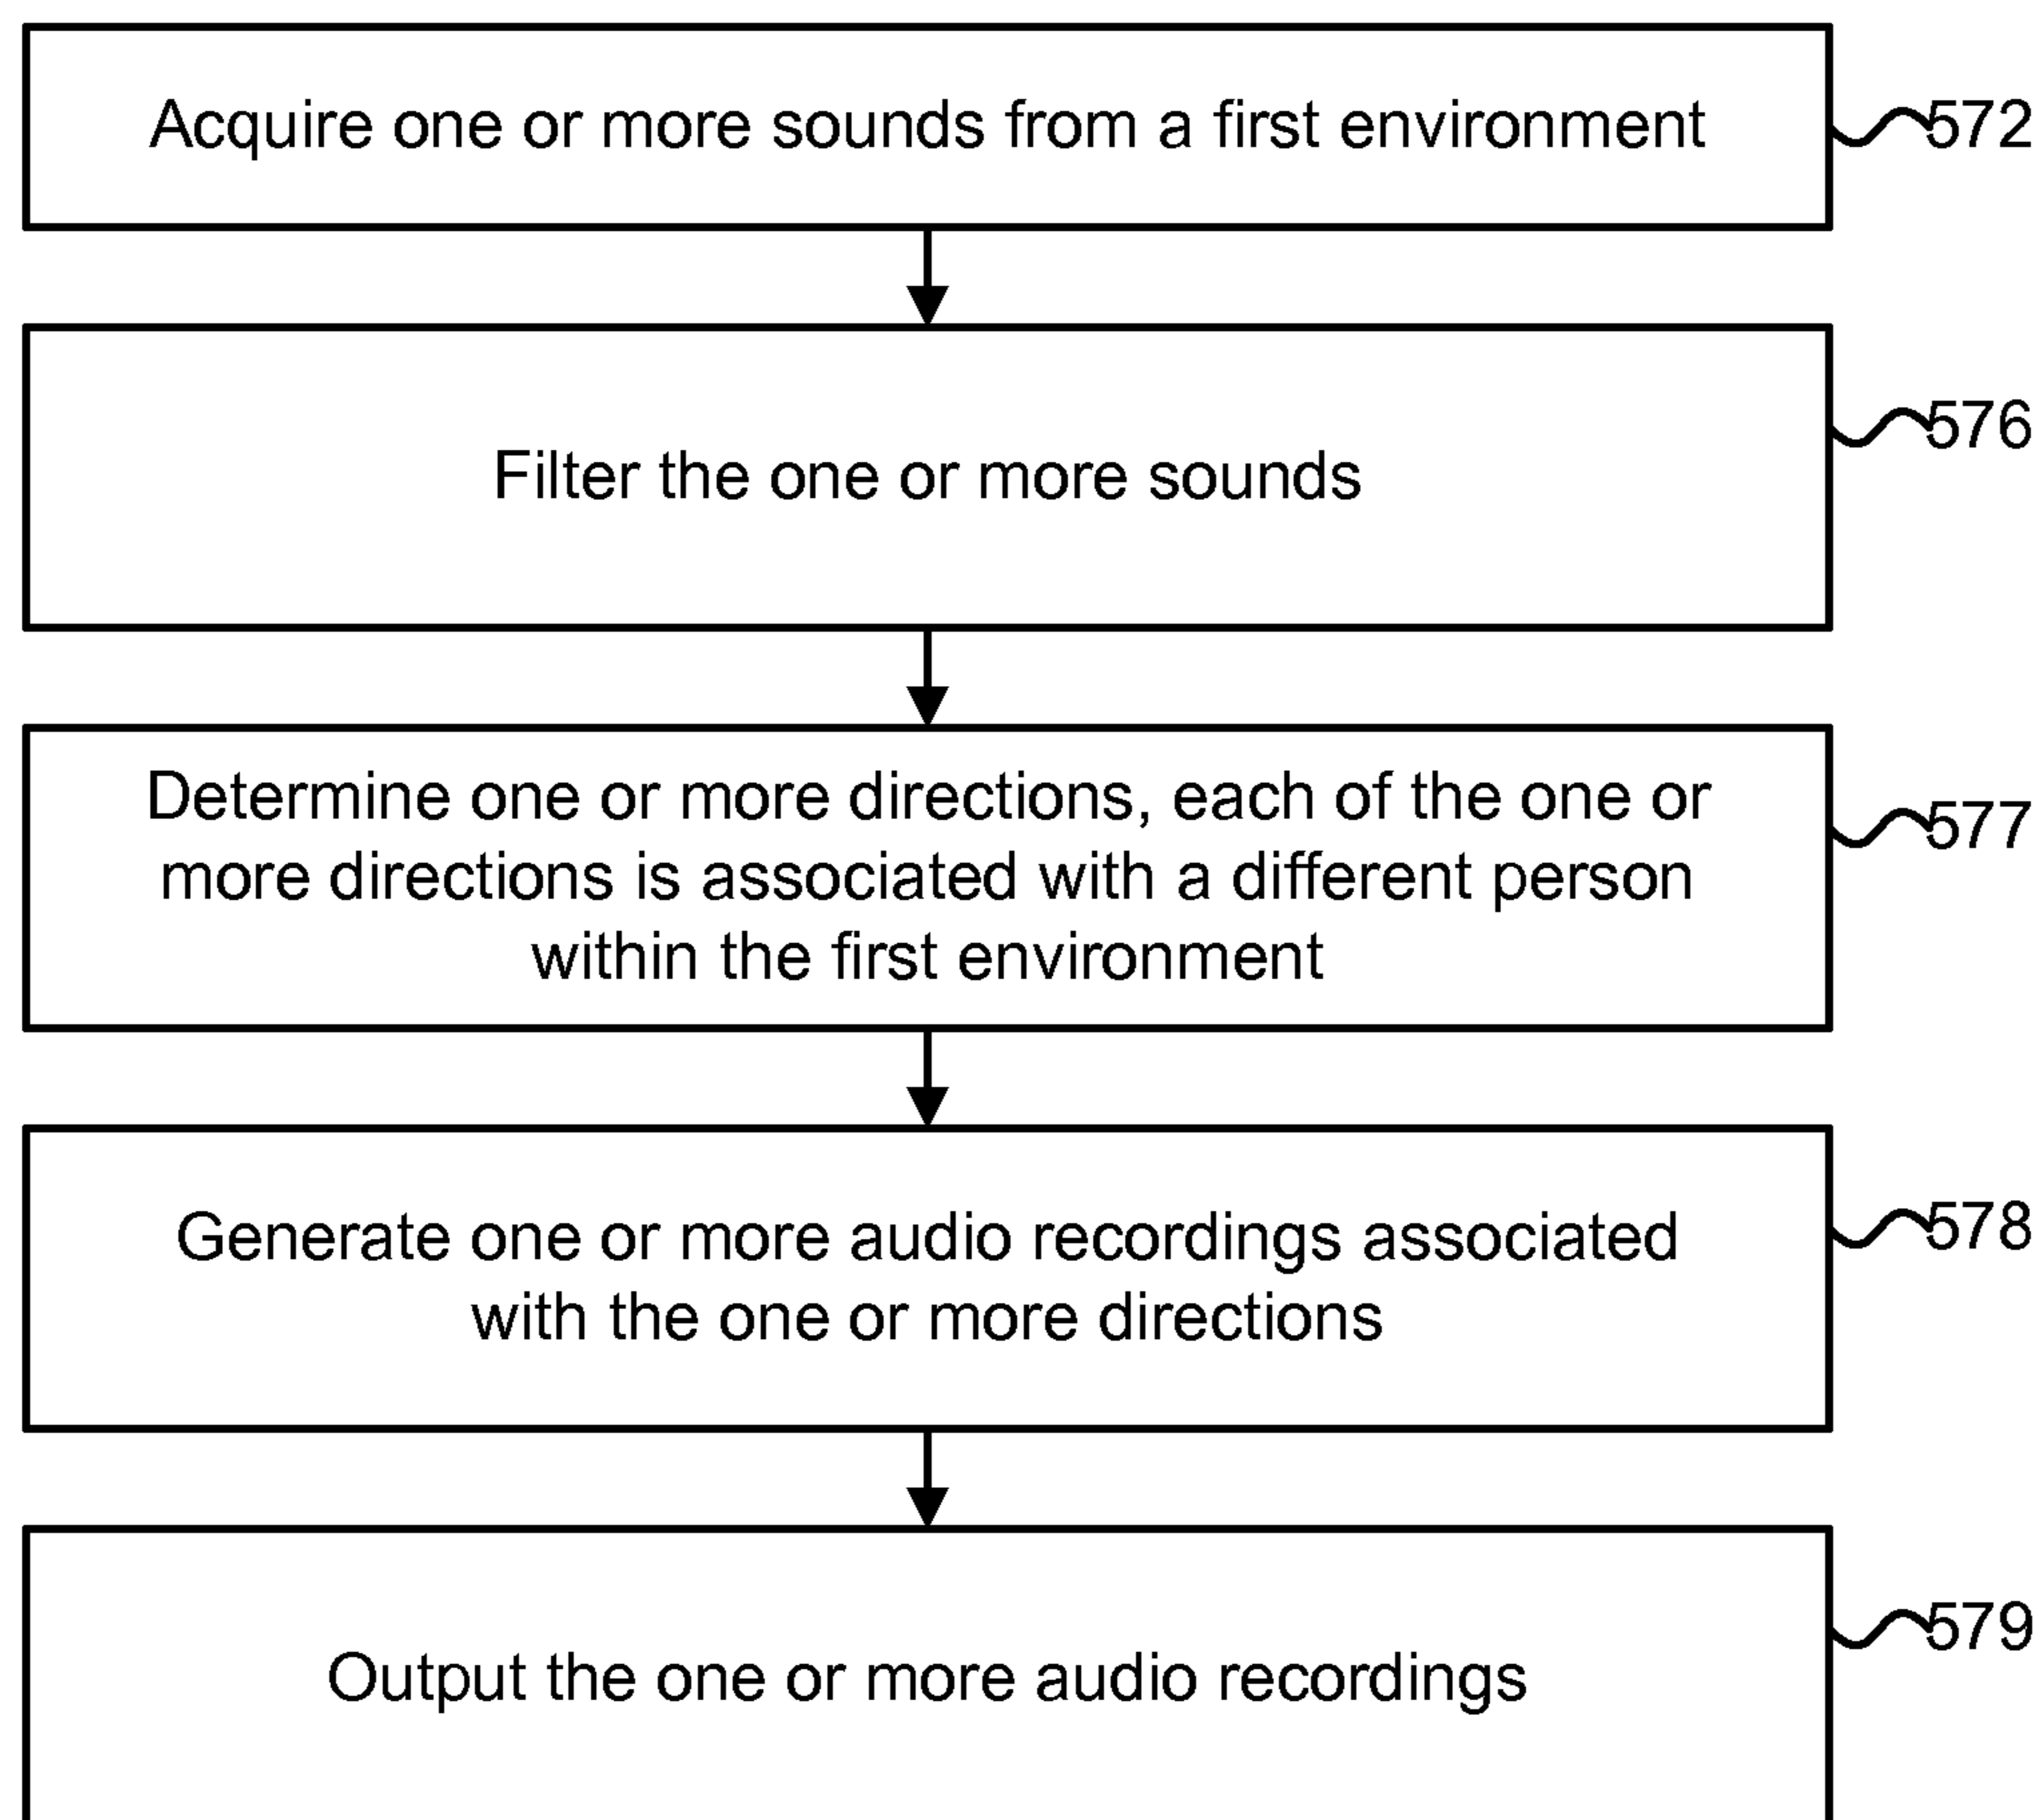 Acquire one or more sounds from a first environment
572
Filter the one or more sounds
576
Determine one or more directions, each of the one or
more directions is associated with a different person
within the first environment
577
Generate one or more audio recordings associated
with the one or more directions
578
Output the one or more audio recordings
579